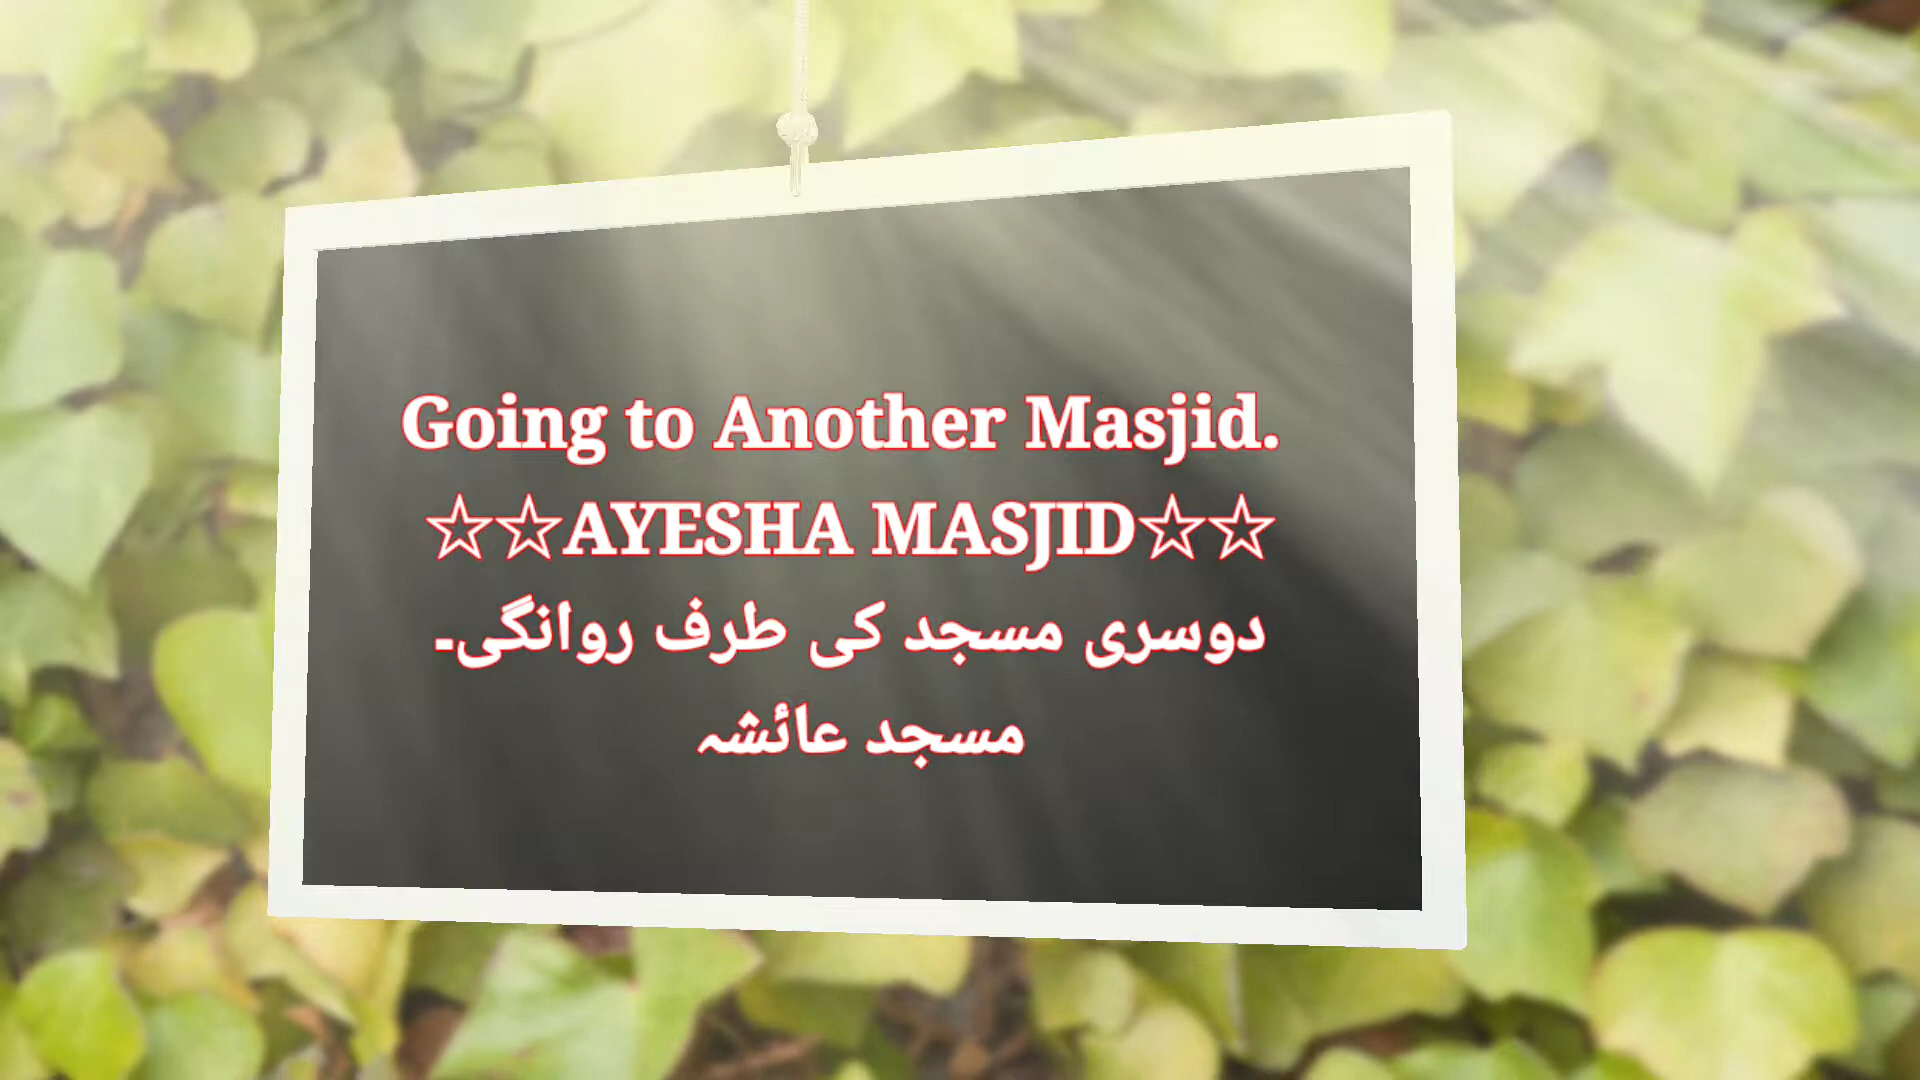 Going to Another Masjid.
☆☆AYESHA MASJID☆☆
دوسری مسجد کی طرف روانگی۔
مسجد عائشہ